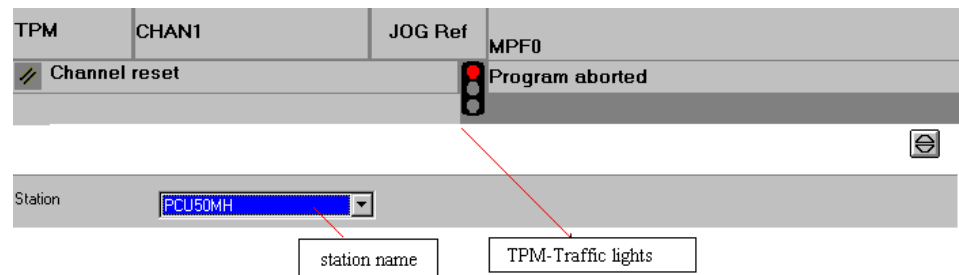 TPM CHAN1 JOG Ref
MPF0
Channel reset Program aborted
Station PCU50MH
station name TPM-Traffic lights